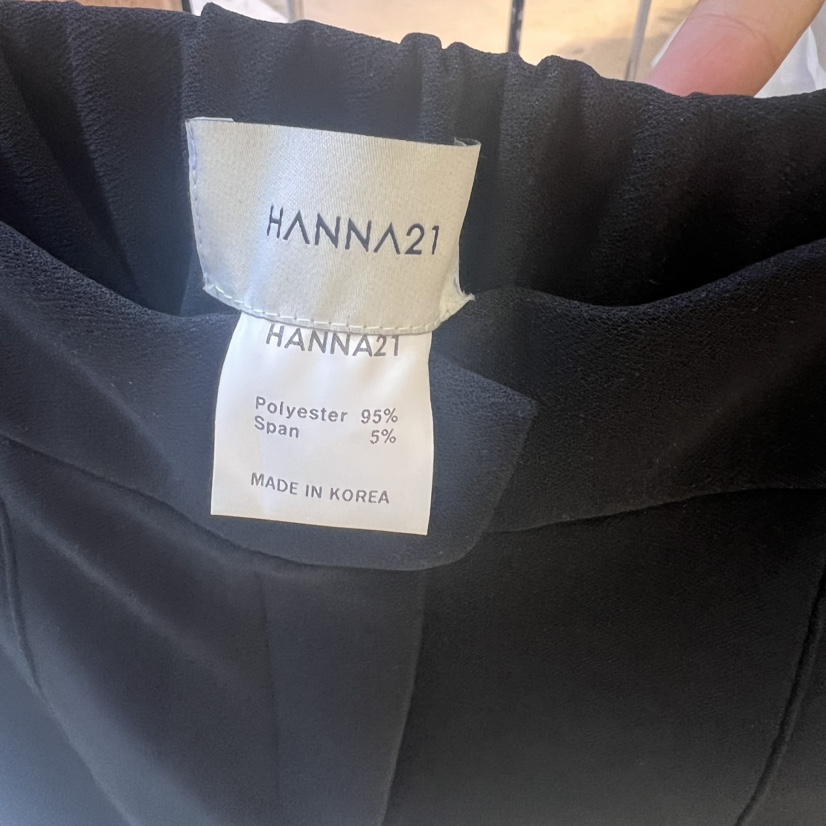 HANNA21
HANNA21
Polyester 95%
Span 5%
MADE IN KOREA